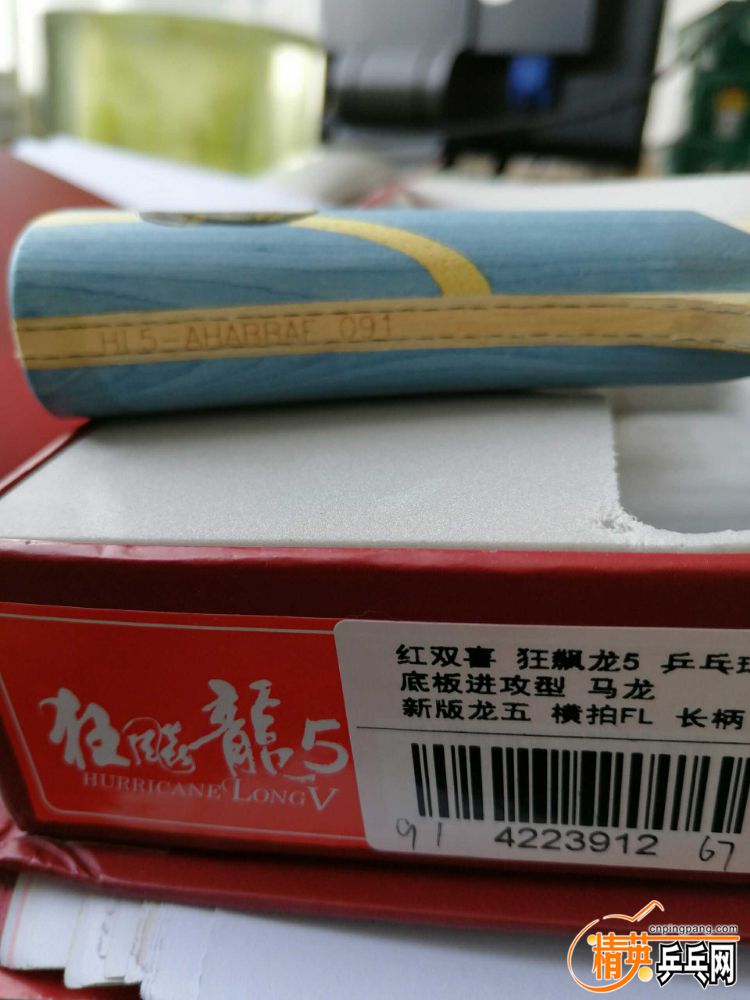 HL5-AHABBAF 091
狂飚龍5
HURRICANE LONG V
红双喜 狂飙龙5 乒乓球
底板进攻型 马龙
新版龙五 横拍FL 长柄
91 4223912 67
cnpingpang.com
精英乒乓网